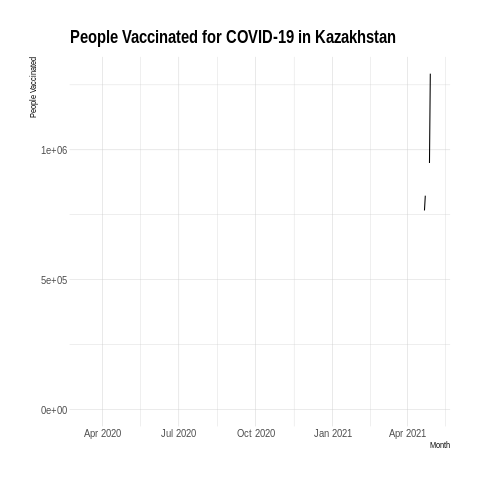 People Vaccinated for COVID-19 in Kazakhstan
People Vaccinated
1e+06
5e+05
0e+00
Apr 2020
Jul 2020
Oct 2020
Jan 2021
Apr 2021
Month